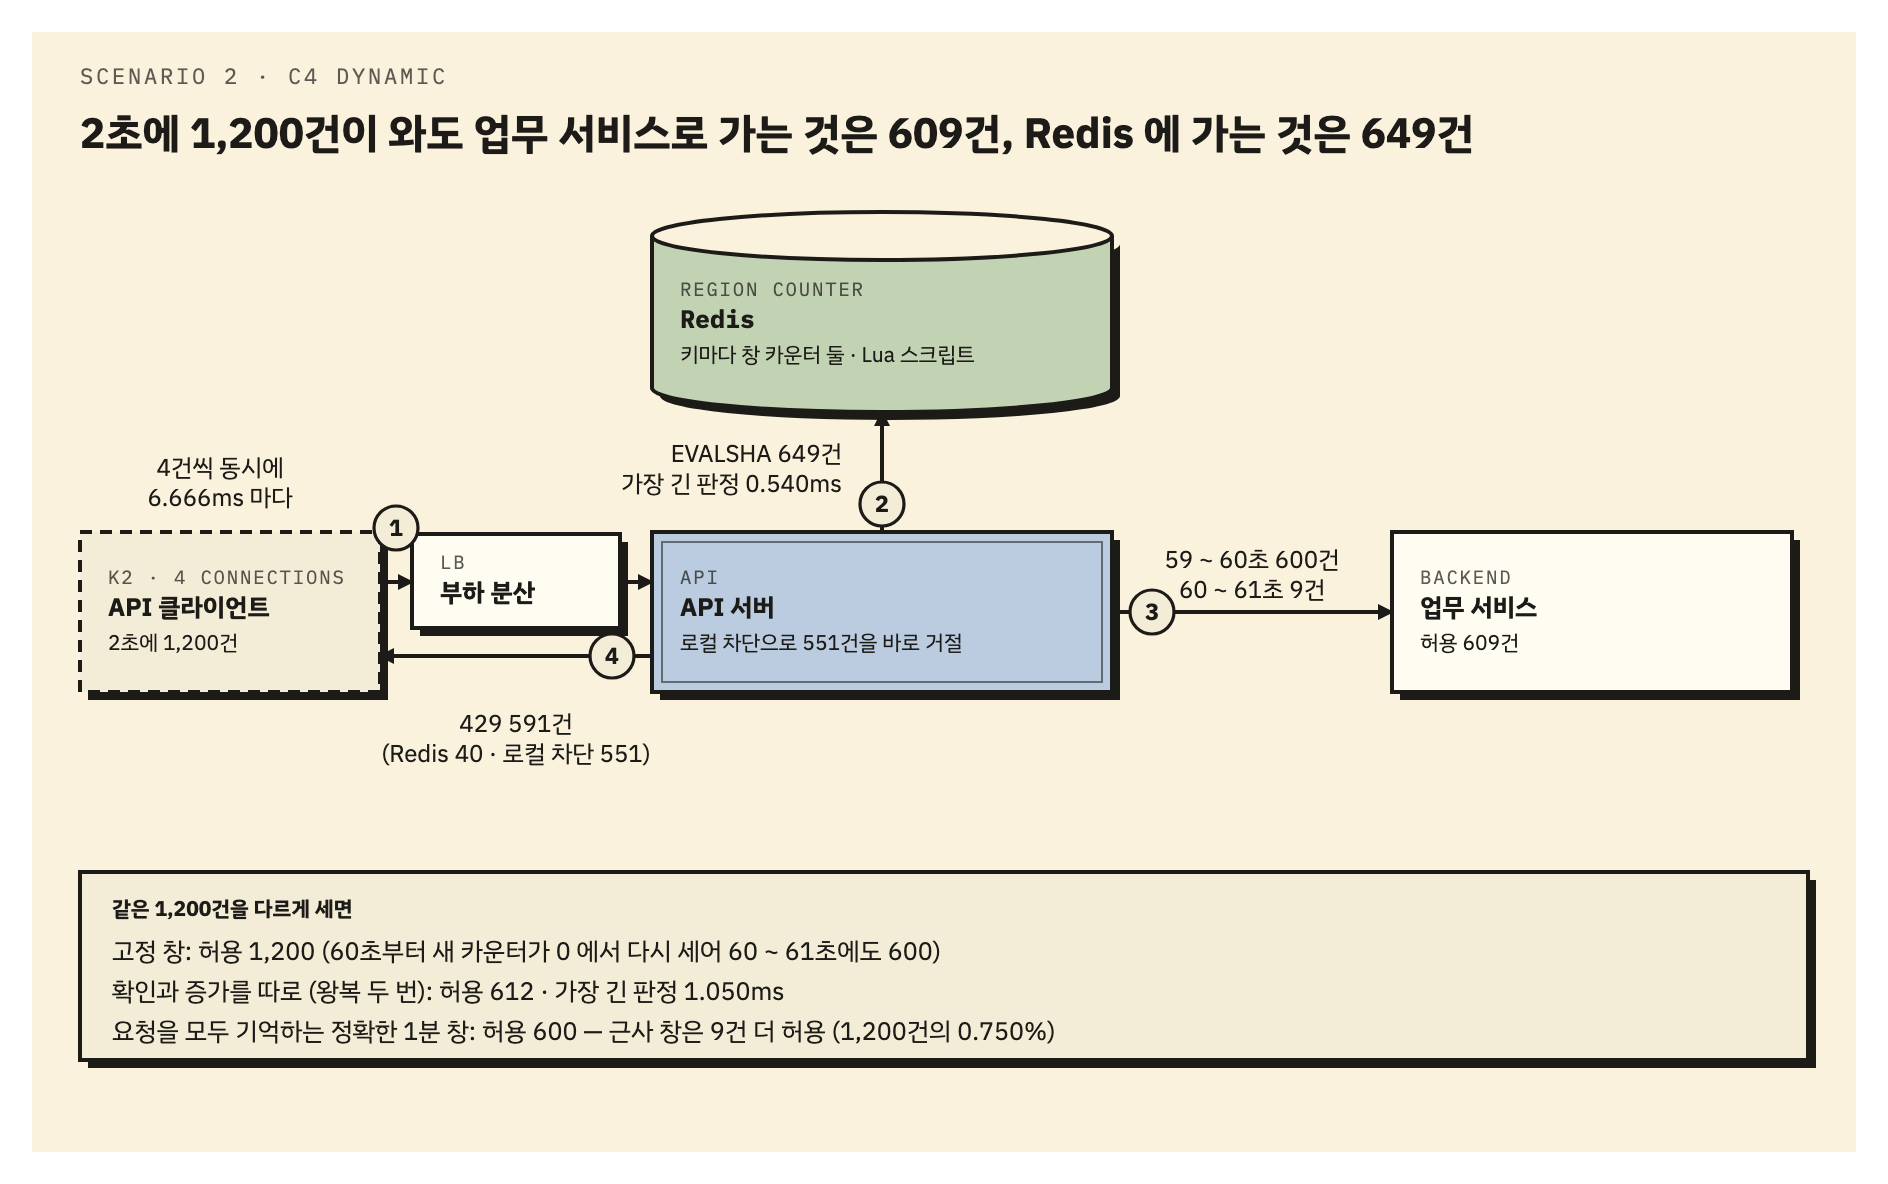 SCENARIO 2 · C4 DYNAMIC
2초에 1,200건이 와도 업무 서비스로 가는 것은 609건, Redis 에 가는 것은 649건
REGION COUNTER
Redis
키마다 창 카운터 둘 · Lua 스크립트
EVALSHA 649건
가장 긴 판정 0.540ms
2
4건씩 동시에
6.666ms 마다
1
K2 · 4 CONNECTIONS
API 클라이언트
2초에 1,200건
LB
부하 분산
API
API 서버
로컬 차단으로 551건을 바로 거절
59 ~ 60초 600건
60 ~ 61초 9건
3
BACKEND
업무 서비스
허용 609건
4
429 591건
(Redis 40 · 로컬 차단 551)
같은 1,200건을 다르게 세면
고정 창: 허용 1,200 (60초부터 새 카운터가 0 에서 다시 세어 60 ~ 61초에도 600)
확인과 증가를 따로 (왕복 두 번): 허용 612 · 가장 긴 판정 1.050ms
요청을 모두 기억하는 정확한 1분 창: 허용 600 — 근사 창은 9건 더 허용 (1,200건의 0.750%)